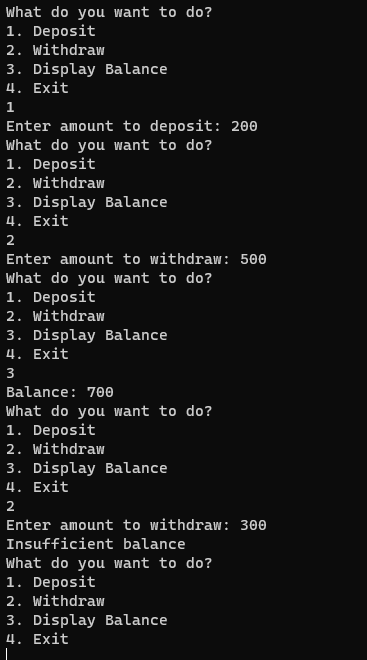 What do you want to do?
1. Deposit
2. Withdraw
3. Display Balance
4. Exit
1
Enter amount to deposit: 200
What do you want to do?
1. Deposit
2. Withdraw
3. Display Balance
4. Exit
2
Enter amount to withdraw: 500
What do you want to do?
1. Deposit
2. Withdraw
3. Display Balance
4. Exit
3
Balance: 700
What do you want to do?
1. Deposit
2. Withdraw
3. Display Balance
4. Exit
2
Enter amount to withdraw: 300
Insufficient balance
What do you want to do?
1. Deposit
2. Withdraw
3. Display Balance
4. Exit